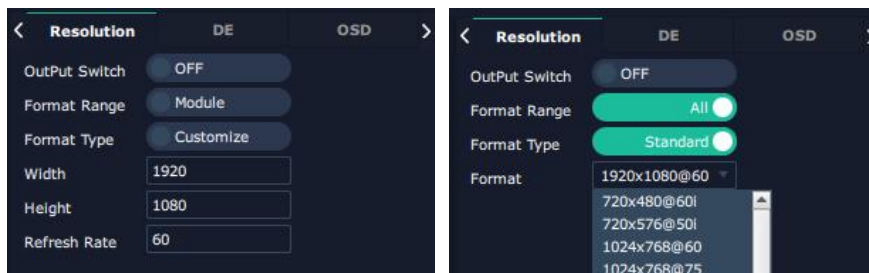 Resolution DE OSD
OutPut Switch OFF
Format Range Module
Format Type Customize
Width 1920
Height 1080
Refresh Rate 60
Resolution DE OSD
OutPut Switch OFF
Format Range All
Format Type Standard
Format 1920x1080@60
720x480@60i
720x576@50i
1024x768@60
1024x768@75